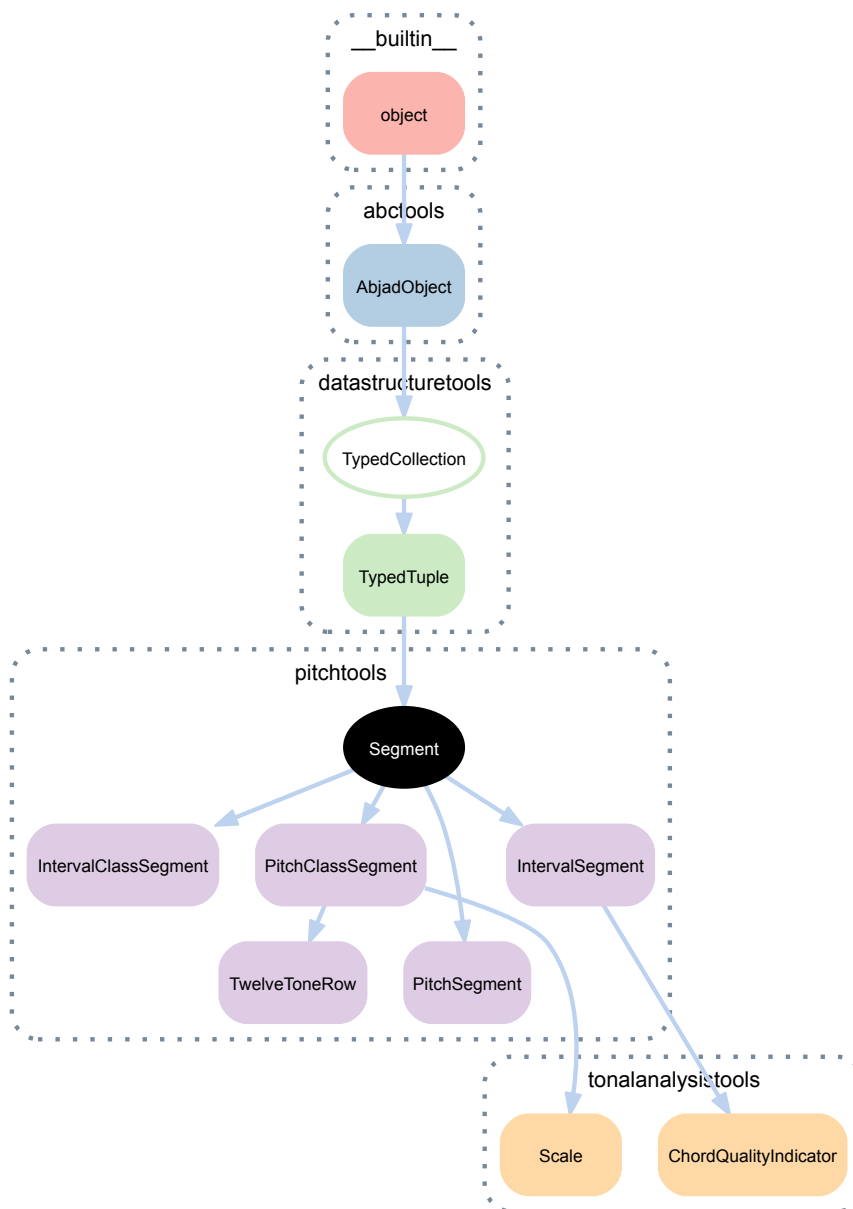 __builtin__
object
abctools
AbjadObject
datastructuretools
TypedCollection
TypedTuple
pitchtools
Segment
IntervalClassSegment
PitchClassSegment
IntervalSegment
TwelveToneRow
PitchSegment
tonalanalysistools
Scale
ChordQualityIndicator